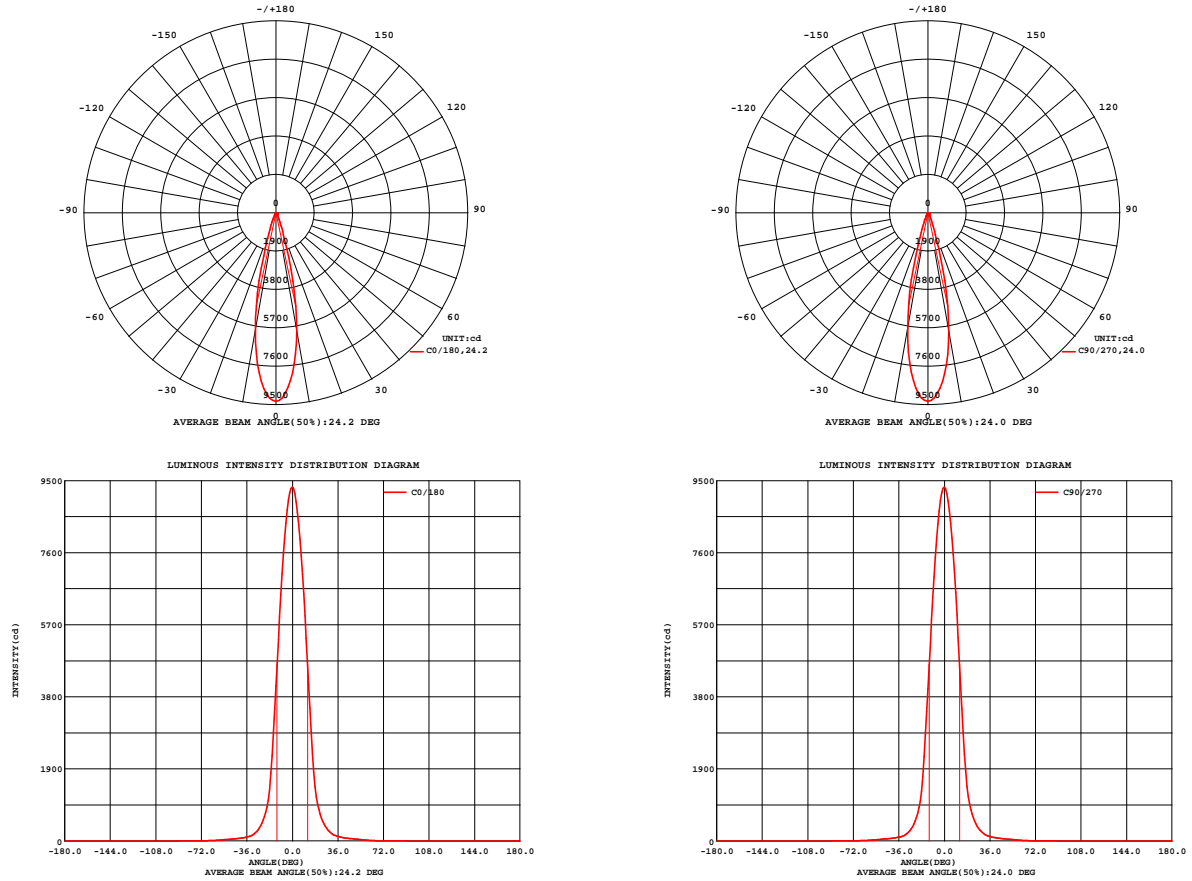 -/+180
-150
150
-120
120
-90
90
0
1900
3800
-60
60
5700
UNIT:cd
C0/180,24.2
7600
-30
30
9500
0
AVERAGE BEAM ANGLE(50%):24.2 DEG
-/+180
-150
150
-120
120
-90
90
0
1900
3800
-60
60
5700
UNIT:cd
C90/270,24.0
7600
-30
30
9500
0
AVERAGE BEAM ANGLE(50%):24.0 DEG
LUMINOUS INTENSITY DISTRIBUTION DIAGRAM
9500
C0/180
7600
5700
INTENSITY(cd)
3800
1900
0
-180.0 -144.0 -108.0 -72.0 -36.0 0.0 36.0 72.0 108.0 144.0 180.0
ANGLE(DEG)
AVERAGE BEAM ANGLE(50%):24.2 DEG
LUMINOUS INTENSITY DISTRIBUTION DIAGRAM
9500
C90/270
7600
5700
INTENSITY(cd)
3800
1900
0
-180.0 -144.0 -108.0 -72.0 -36.0 0.0 36.0 72.0 108.0 144.0 180.0
ANGLE(DEG)
AVERAGE BEAM ANGLE(50%):24.0 DEG